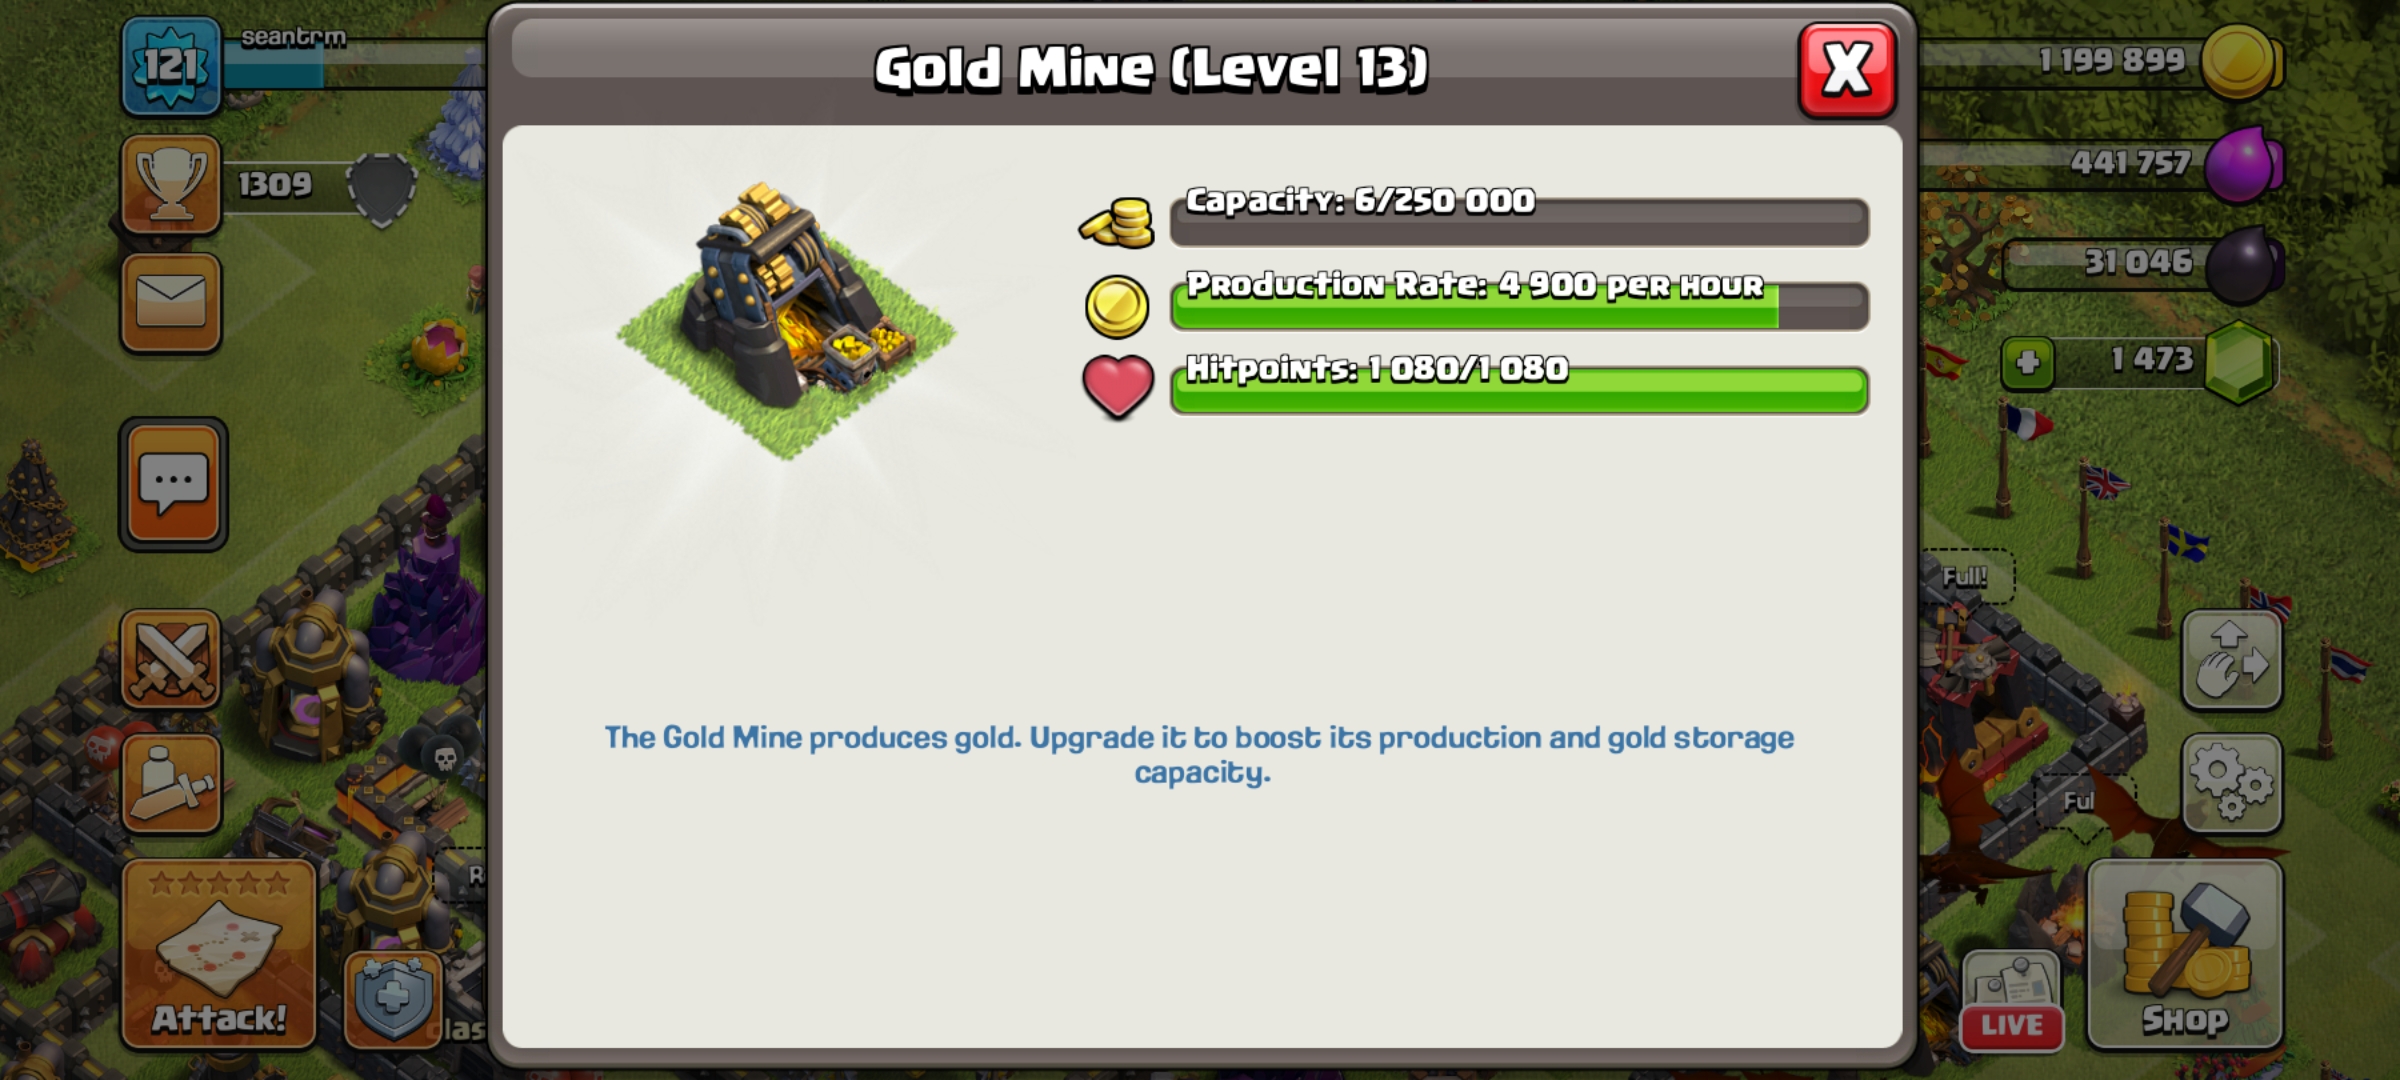 121
seantrm
1309
Gold Mine (Level 13)
X
1 199 899
441 757
31 046
1 473
Capacity: 6/250 000
Production Rate: 4 900 per hour
Hitpoints: 1 080/1 080
The Gold Mine produces gold. Upgrade it to boost its production and gold storage
capacity.
Full!
Ful
Attack!
LIVE
Shop